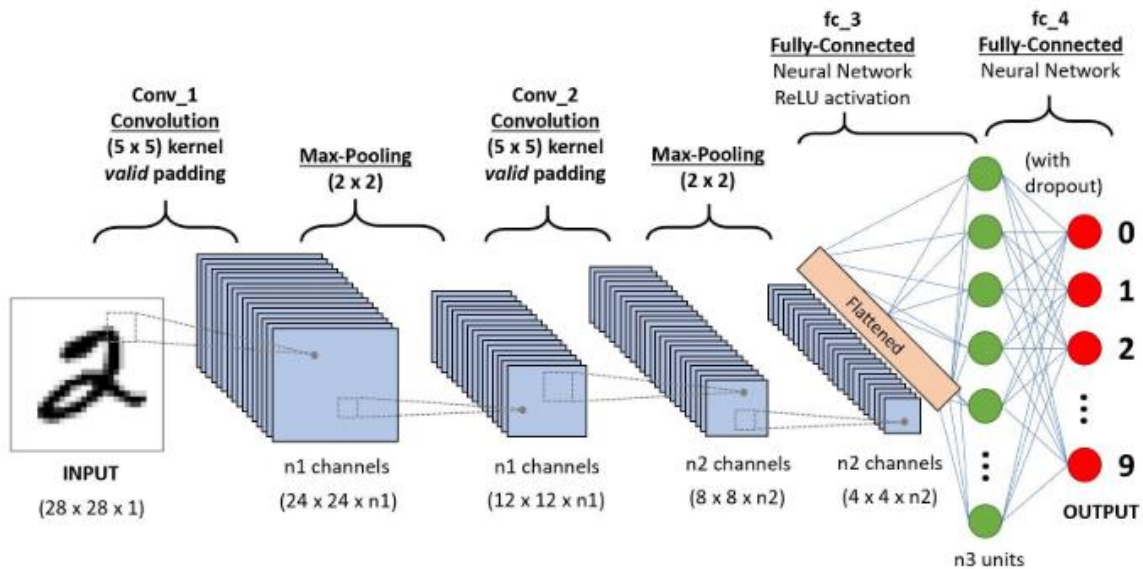 Conv_1
Convolution
(5 x 5) kernel
valid padding
Max-Pooling
(2 x 2)
Conv_2
Convolution
(5 x 5) kernel
valid padding
Max-Pooling
(2 x 2)
fc_3
Fully-Connected
Neural Network
ReLU activation
fc_4
Fully-Connected
Neural Network
(with
dropout)
INPUT
(28 x 28 x 1)
n1 channels
(24 x 24 x n1)
n1 channels
(12 x 12 x n1)
n2 channels
(8 x 8 x n2)
n2 channels
(4 x 4 x n2)
Flattened
n3 units
0
1
2
9
OUTPUT
2